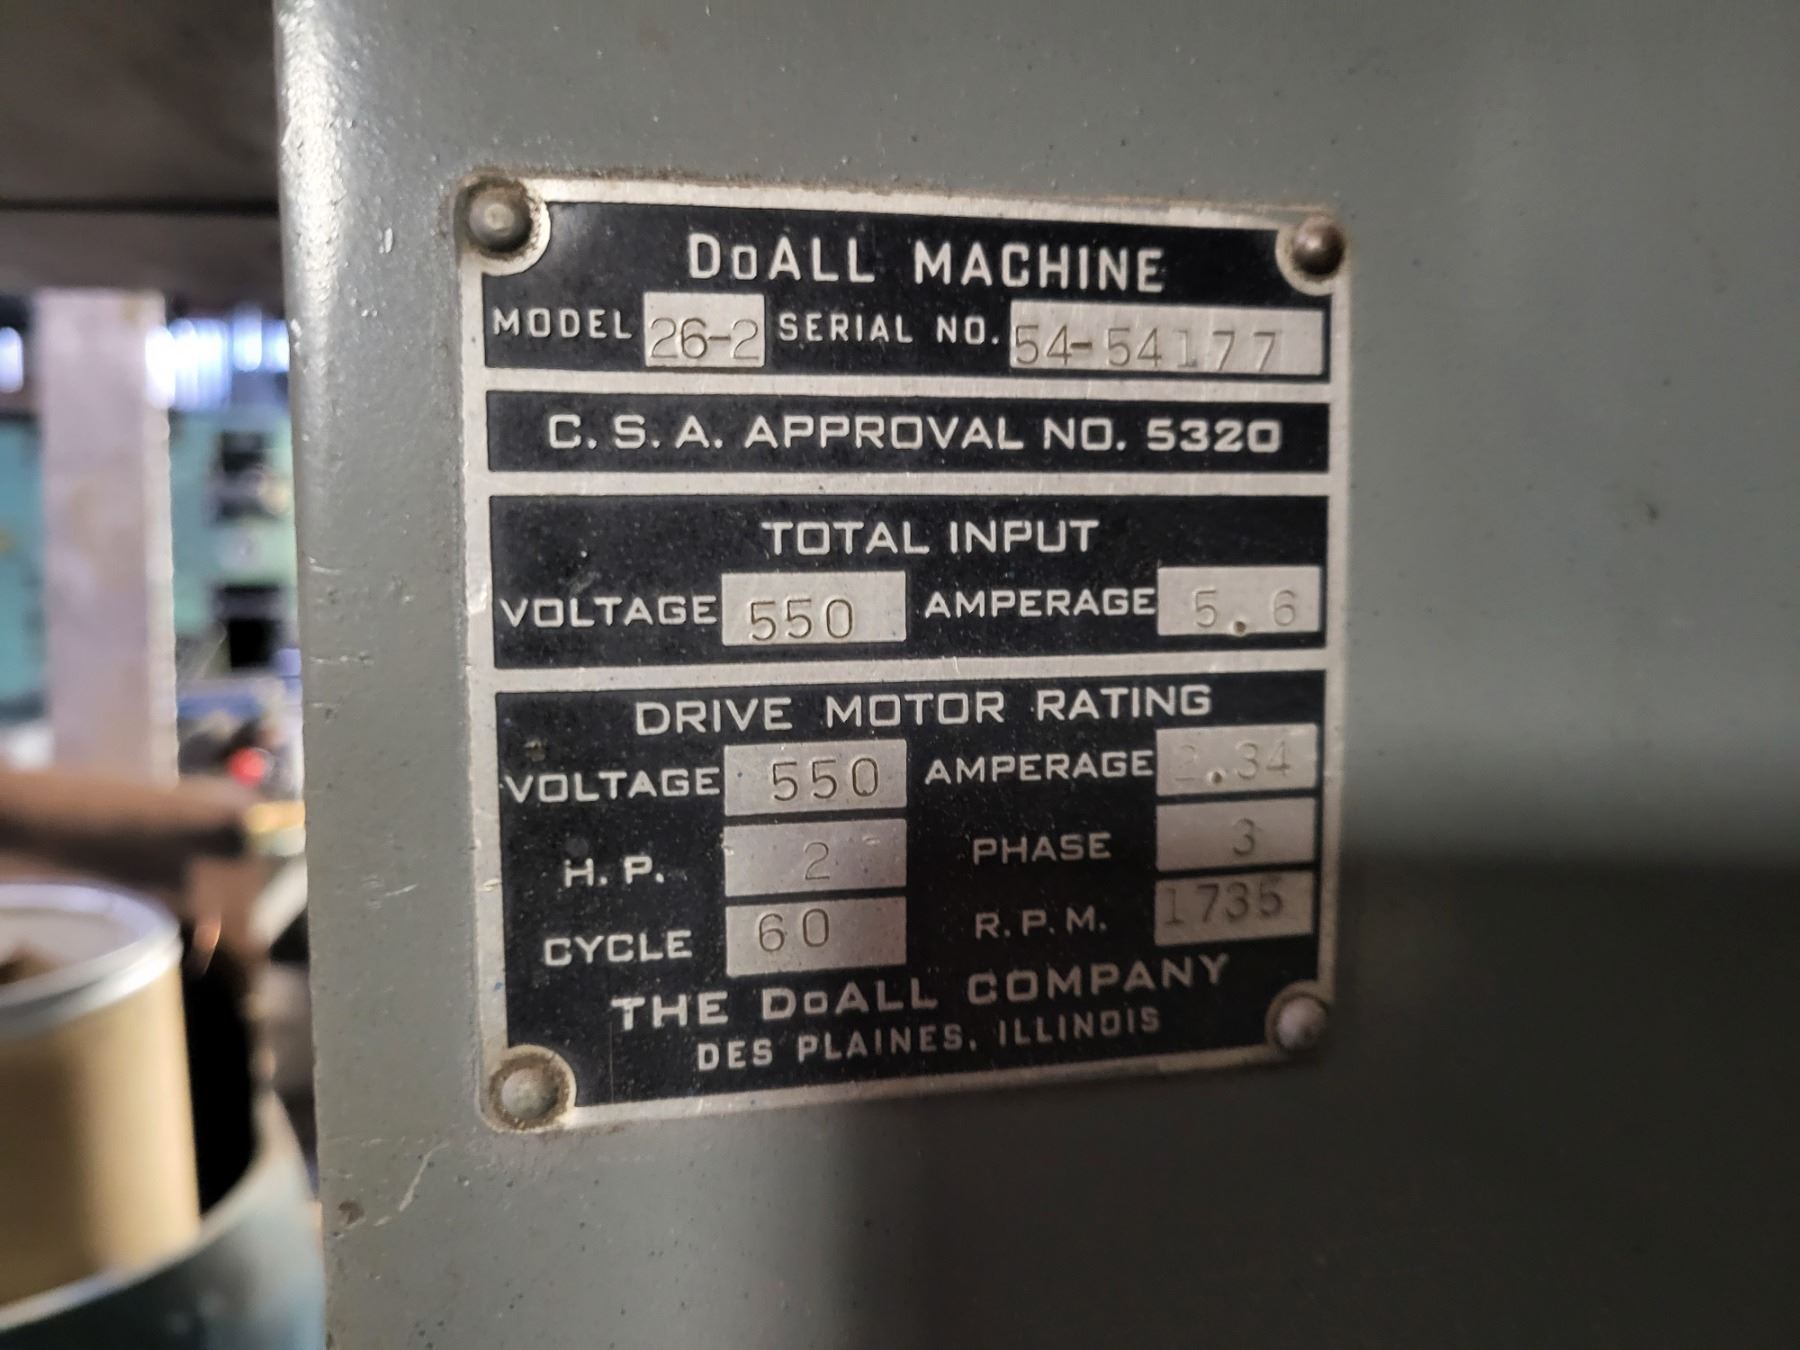 DoALL MACHINE
MODEL 26-2 SERIAL NO. 54-54177
C. S. A. APPROVAL NO. 5320
TOTAL INPUT
VOLTAGE 550 AMPERAGE 5.6
DRIVE MOTOR RATING
VOLTAGE 550 AMPERAGE 2.34
H. P. 2 PHASE 3
CYCLE 60 R. P. M. 1735
THE DoALL COMPANY
DES PLAINES, ILLINOIS